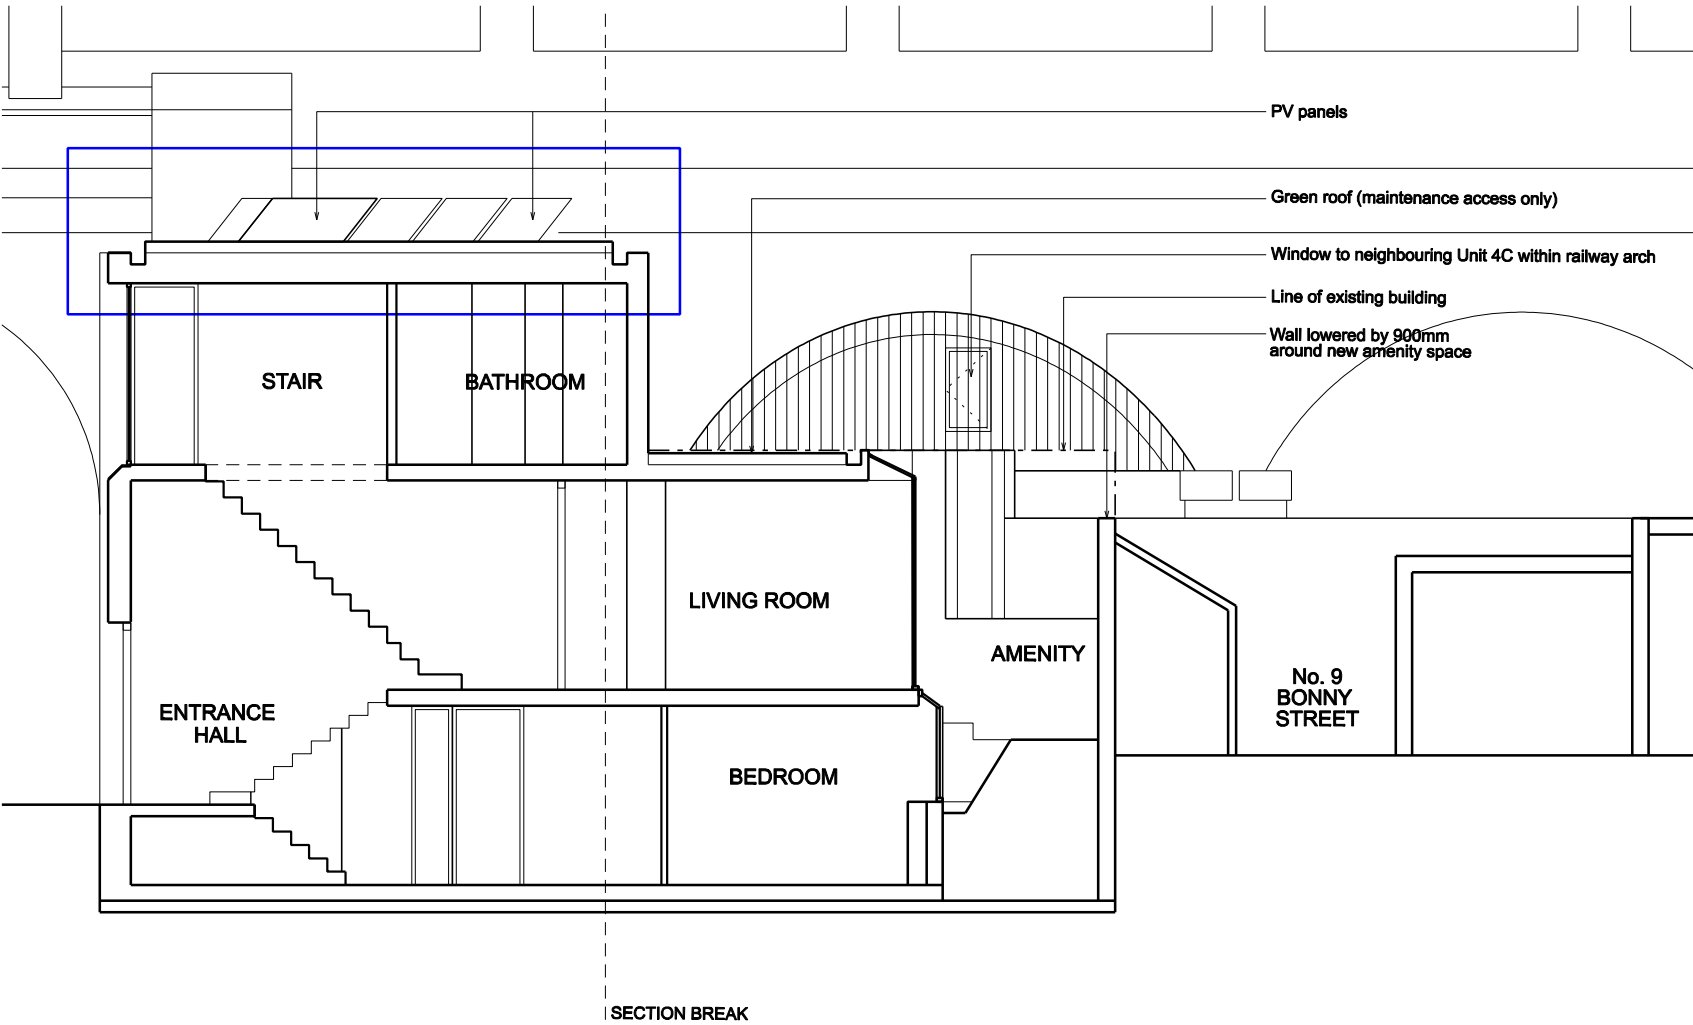 PV panels
Green roof (maintenance access only)
Window to neighbouring Unit 4C within railway arch
Line of existing building
Wall lowered by 900mm
around new amenity space
STAIR
BATHROOM
LIVING ROOM
AMENITY
No. 9
BONNY
STREET
ENTRANCE
HALL
BEDROOM
SECTION BREAK